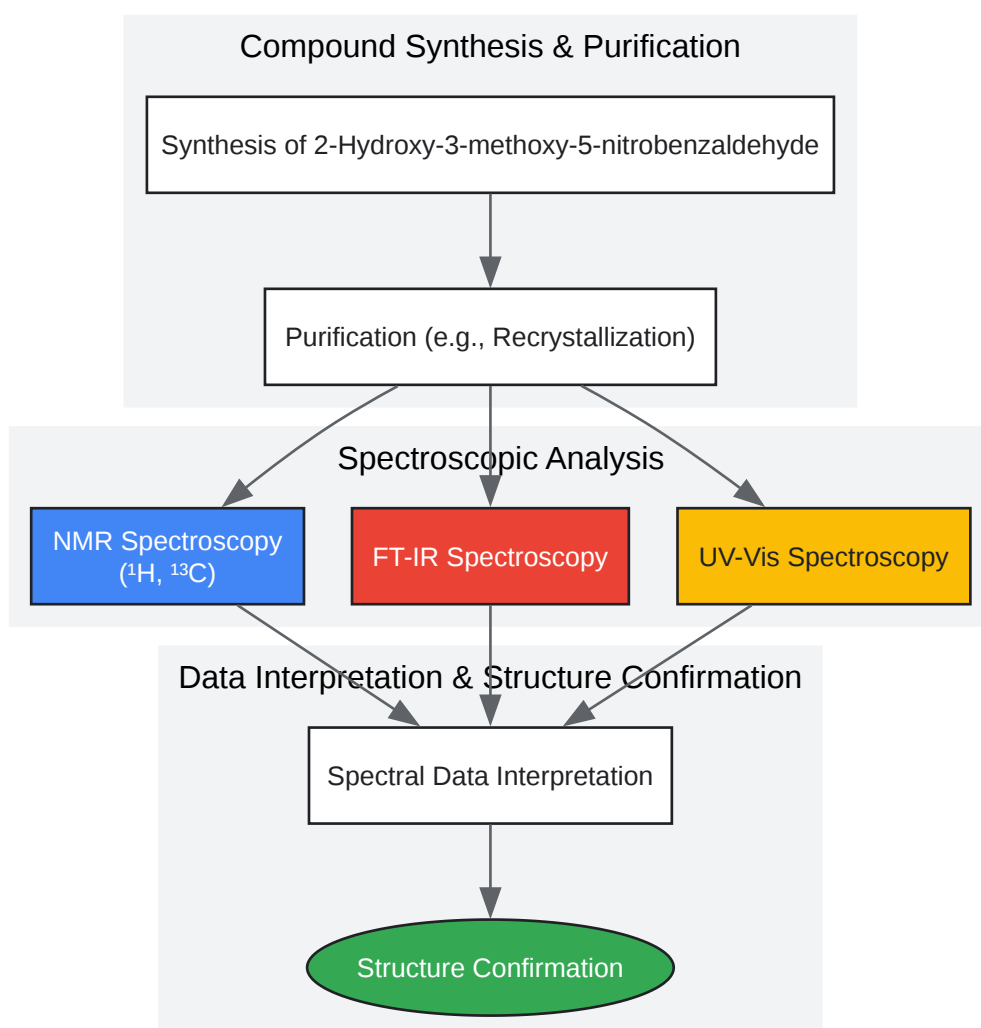 Compound Synthesis & Purification
Synthesis of 2-Hydroxy-3-methoxy-5-nitrobenzaldehyde
Purification (e.g., Recrystallization)
Spectroscopic Analysis
NMR Spectroscopy
(¹H, ¹³C)
FT-IR Spectroscopy
UV-Vis Spectroscopy
Data Interpretation & Structure Confirmation
Spectral Data Interpretation
Structure Confirmation